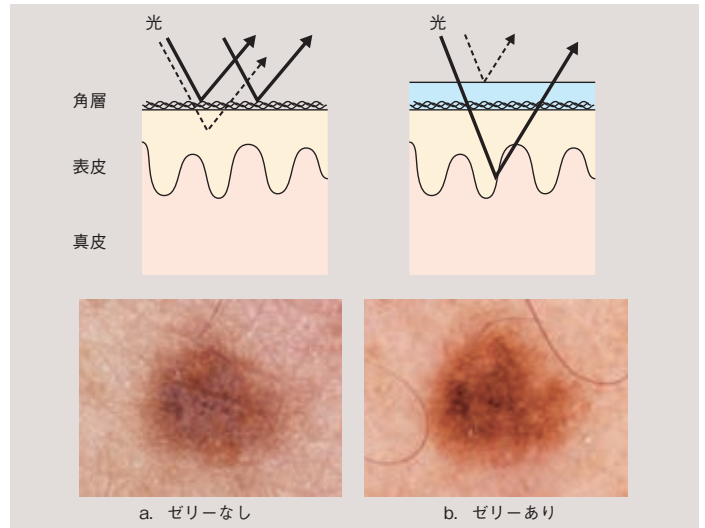 光
光
角層
表皮
真皮
a. ゼリーなし
b. ゼリーあり